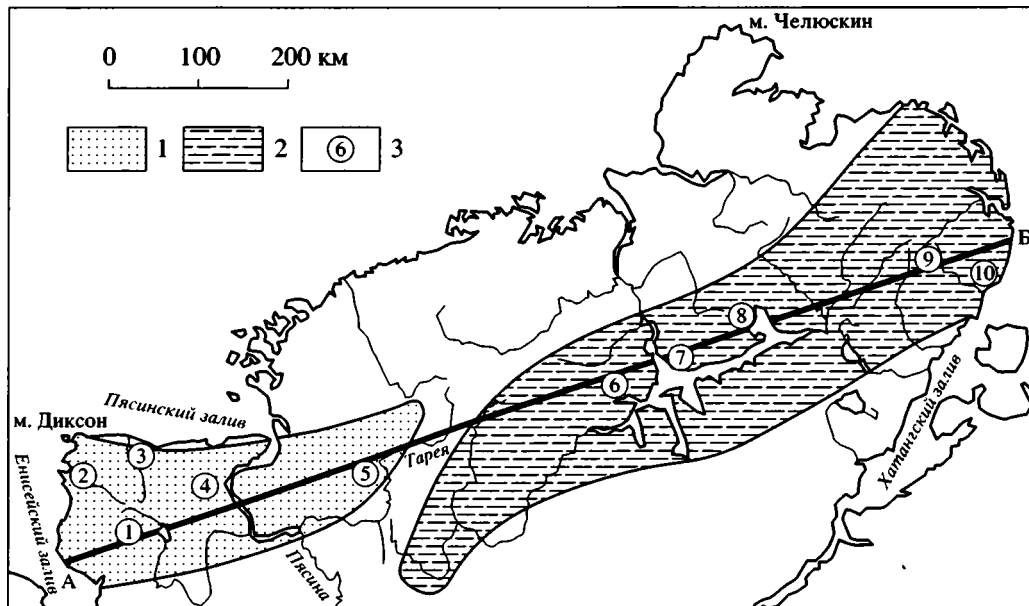 м. Челюскин
0 100 200 км
1 2 6 3
Б
9
10
8
7
6
Хатангский залив
Пясинский залив
м. Диксон
3
Гарея
2
4
5
Енисейский залив
1
А
Пясина